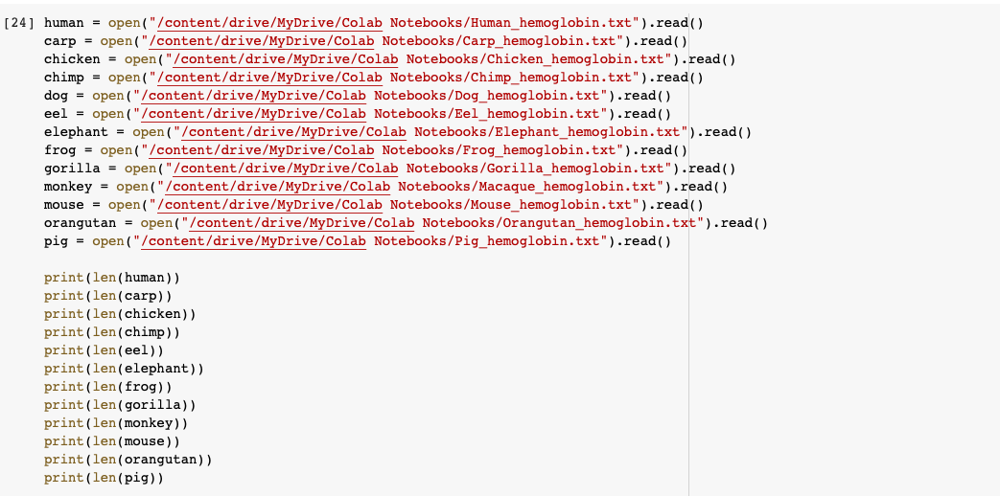 [24] human = open("/content/drive/MyDrive/Colab Notebooks/Human_hemoglobin.txt").read()
carp = open("/content/drive/MyDrive/Colab Notebooks/Carp_hemoglobin.txt").read()
chicken = open("/content/drive/MyDrive/Colab Notebooks/Chicken_hemoglobin.txt").read()
chimp = open("/content/drive/MyDrive/Colab Notebooks/Chimp_hemoglobin.txt").read()
dog = open("/content/drive/MyDrive/Colab Notebooks/Dog_hemoglobin.txt").read()
eel = open("/content/drive/MyDrive/Colab Notebooks/Eel_hemoglobin.txt").read()
elephant = open("/content/drive/MyDrive/Colab Notebooks/Elephant_hemoglobin.txt").read()
frog = open("/content/drive/MyDrive/Colab Notebooks/Frog_hemoglobin.txt").read()
gorilla = open("/content/drive/MyDrive/Colab Notebooks/Gorilla_hemoglobin.txt").read()
monkey = open("/content/drive/MyDrive/Colab Notebooks/Macaque_hemoglobin.txt").read()
mouse = open("/content/drive/MyDrive/Colab Notebooks/Mouse_hemoglobin.txt").read()
orangutan = open("/content/drive/MyDrive/Colab Notebooks/Orangutan_hemoglobin.txt").read()
pig = open("/content/drive/MyDrive/Colab Notebooks/Pig_hemoglobin.txt").read()
print(len(human))
print(len(carp))
print(len(chicken))
print(len(chimp))
print(len(eel))
print(len(elephant))
print(len(frog))
print(len(gorilla))
print(len(monkey))
print(len(mouse))
print(len(orangutan))
print(len(pig))